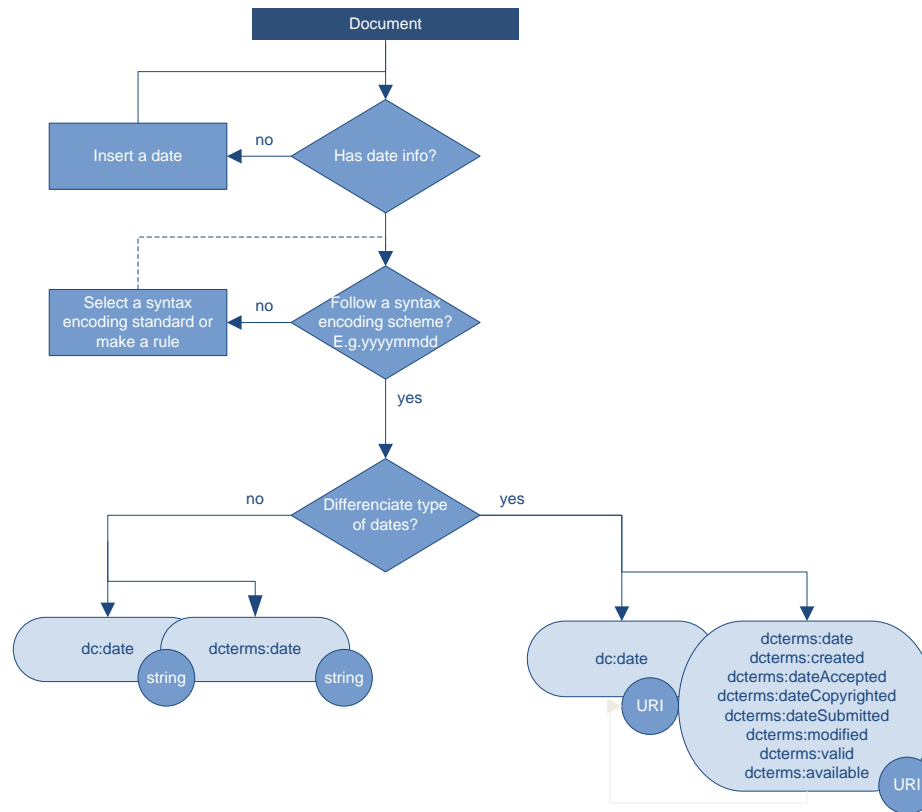 Document
no
Insert a date
Has date info?
Select a syntax
encoding standard or
make a rule
no
Follow a syntax
encoding scheme?
E.g.yyyymmdd
yes
no
Differenciate type
of dates?
yes
dc:date
dcterms:date
string
string
dc:date
URI
dcterms:date
dcterms:created
dcterms:dateAccepted
dcterms:dateCopyrighted
dcterms:dateSubmitted
dcterms:modified
dcterms:valid
dcterms:available
URI